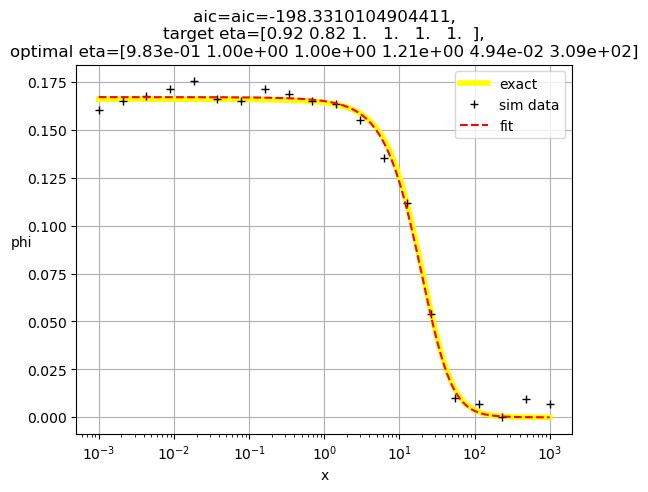 aic=aic=-198.3310104904411,
target eta=[0.92 0.82 1.   1.   1.   1.  ],
optimal eta=[9.83e-01 1.00e+00 1.00e+00 1.21e+00 4.94e-02 3.09e+02]
exact
sim data
fit
0.175
0.150
0.125
0.100
phi
0.075
0.050
0.025
0.000
10⁻³ 10⁻² 10⁻¹ 10⁰ 10¹ 10² 10³
x